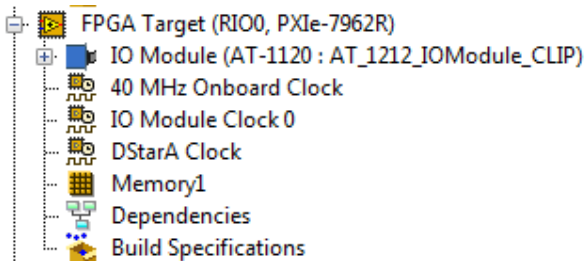 FPGA Target (RIO0, PXIe-7962R)
IO Module (AT-1120 : AT_1212_IOModule_CLIP)
40 MHz Onboard Clock
IO Module Clock 0
DStarA Clock
Memory1
Dependencies
Build Specifications